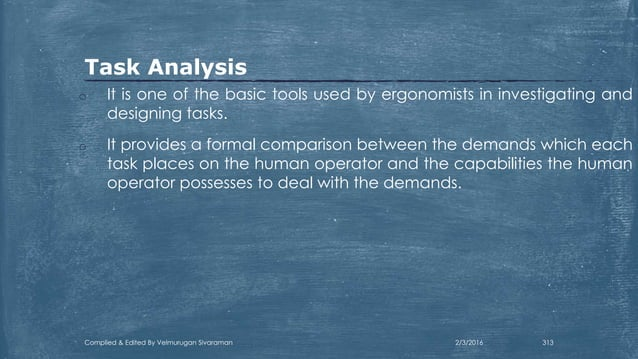 Task Analysis
○ It is one of the basic tools used by ergonomists in investigating and
designing tasks.
○ It provides a formal comparison between the demands which each
task places on the human operator and the capabilities the human
operator possesses to deal with the demands.
Complied & Edited By Velmurugan Sivaraman 2/3/2016 313